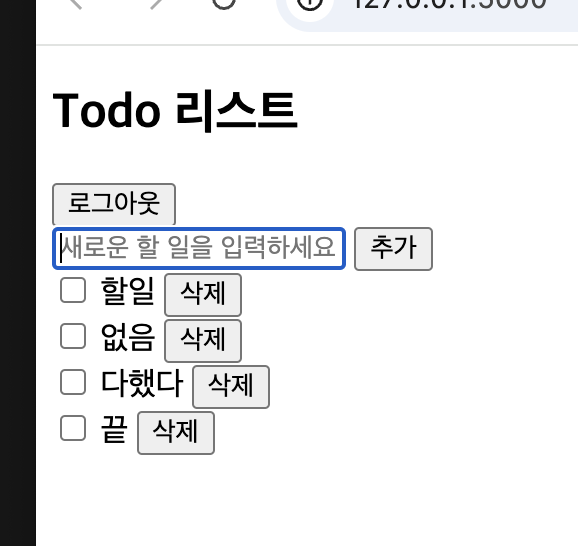 127.0.0.1:5000
Todo 리스트
로그아웃
새로운 할 일을 입력하세요 추가
할일 삭제
없음 삭제
다했다 삭제
끝 삭제